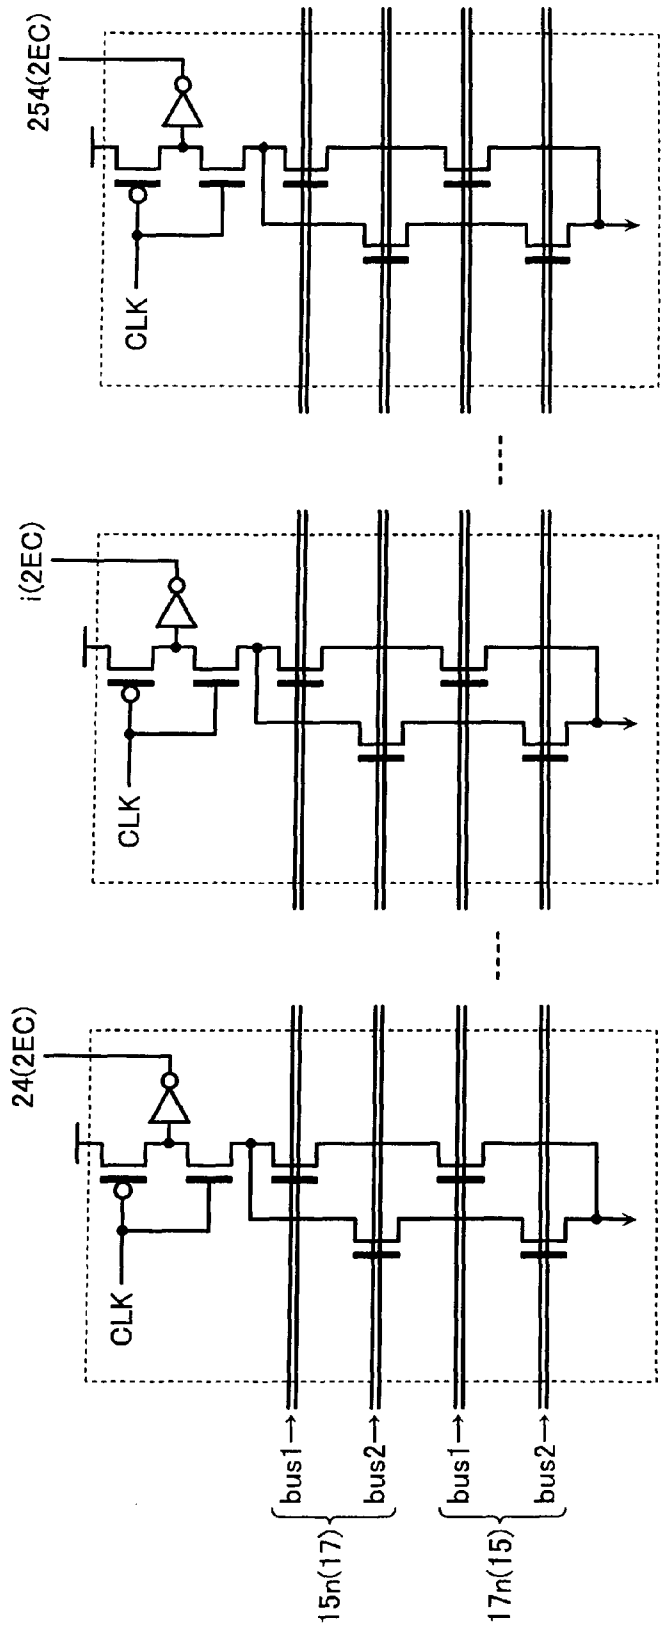 24(2EC)
i(2EC)
254(2EC)
CLK
CLK
CLK
15n(17)
bus1→
bus2→
17n(15)
bus1→
bus2→